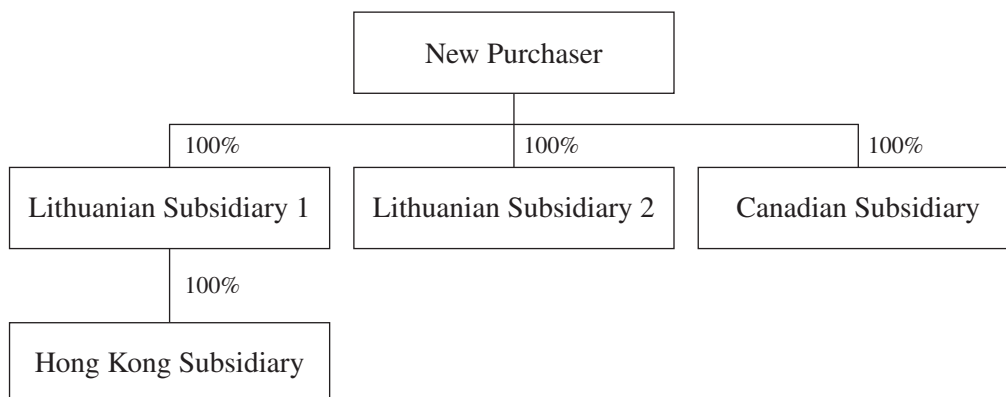 New Purchaser
100%
100%
100%
Lithuanian Subsidiary 1
Lithuanian Subsidiary 2
Canadian Subsidiary
100%
Hong Kong Subsidiary